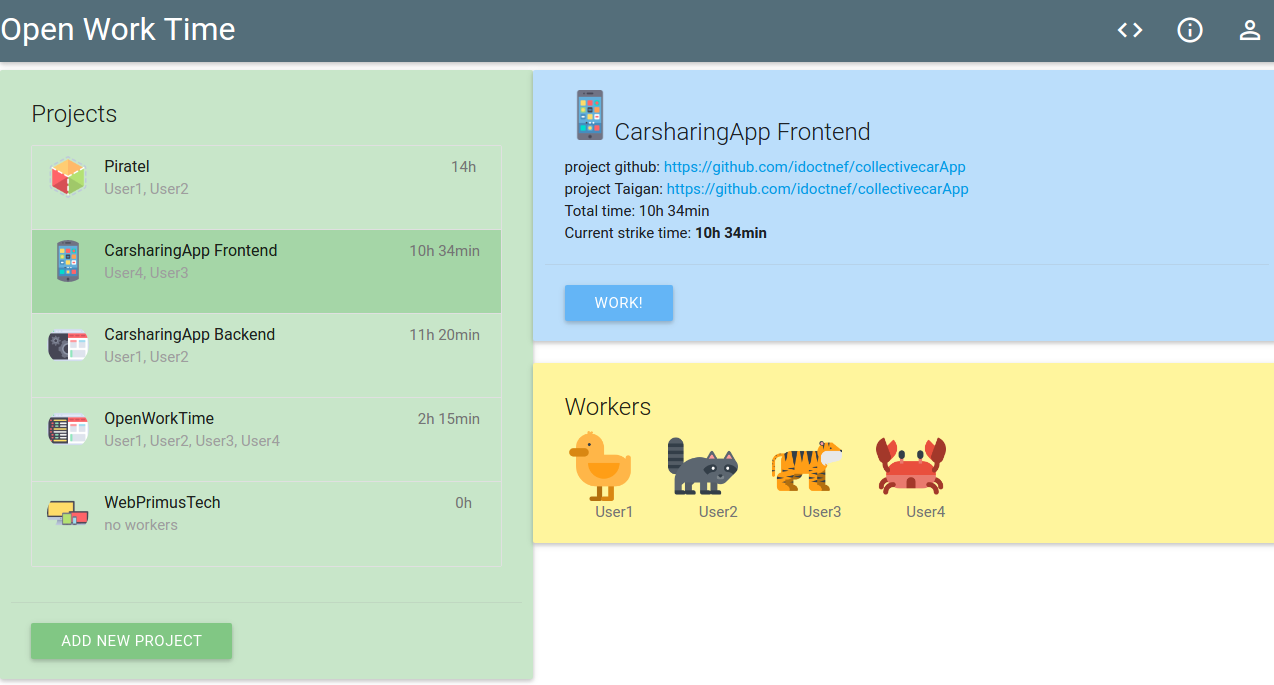 Open Work Time
Projects
Piratel
14h
User1, User2
CarsharingApp Frontend
10h 34min
User4, User3
CarsharingApp Backend
11h 20min
User1, User2
OpenWorkTime
2h 15min
User1, User2, User3, User4
WebPrimusTech
0h
no workers
ADD NEW PROJECT
CarsharingApp Frontend
project github: https://github.com/idoctnef/collectivecarApp
project Taigan: https://github.com/idoctnef/collectivecarApp
Total time: 10h 34min
Current strike time: 10h 34min
WORK!
Workers
User1
User2
User3
User4